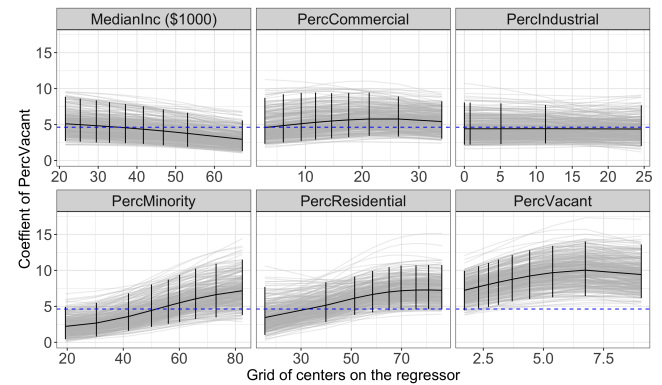 MedianInc ($1000) PercCommercial PercIndustrial
15
10
5
0
20 30 40 50 60 10 20 30 0 5 10 15 20 25
PercMinority PercResidential PercVacant
15
10
5
0
20 40 60 80 30 50 70 2.5 5.0 7.5
Coeffient of PercVacant
Grid of centers on the regressor